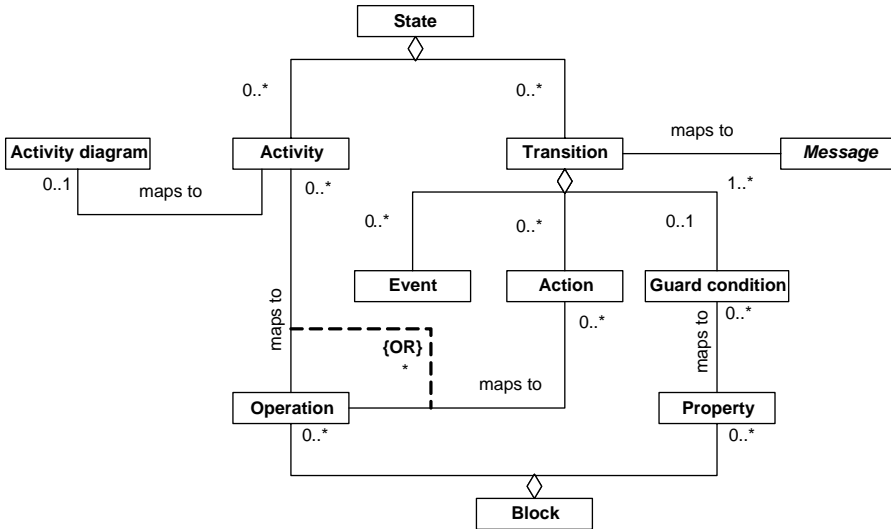 State
0..*
0..*
Activity diagram
Activity
Transition
maps to
Message
0..1
maps to
0..*
1..*
0..*
0..*
0..1
Event
Action
Guard condition
maps to
0..*
maps to
0..*
{OR}
*
maps to
Operation
Property
0..*
0..*
Block